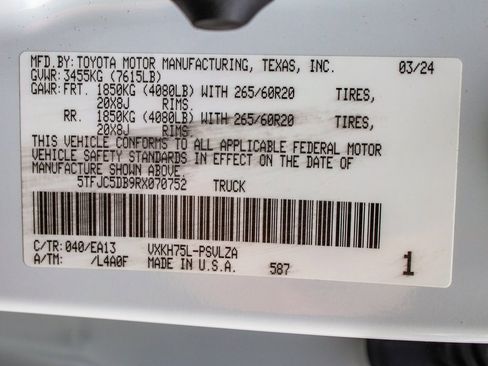 MFD.BY: TOYOTA MOTOR MANUFACTURING, TEXAS, INC. 03/24
GVWR: 3455KG (7615LB)
GAWR: FRT. 1850KG (4080LB) WITH 265/60R20 TIRES,
20X8J RIMS.
RR. 1850KG (4080LB) WITH 265/60R20 TIRES,
20X8J RIMS.
THIS VEHICLE CONFORMS TO ALL APPLICABLE FEDERAL MOTOR
VEHICLE SAFETY STANDARDS IN EFFECT ON THE DATE OF
MANUFACTURE SHOWN ABOVE.
5TFJC5DB9RX070752 TRUCK
C/TR: 040/EA13 VXKH75L-PSVLZA
A/TM: /L4A0F MADE IN U.S.A. 587 1